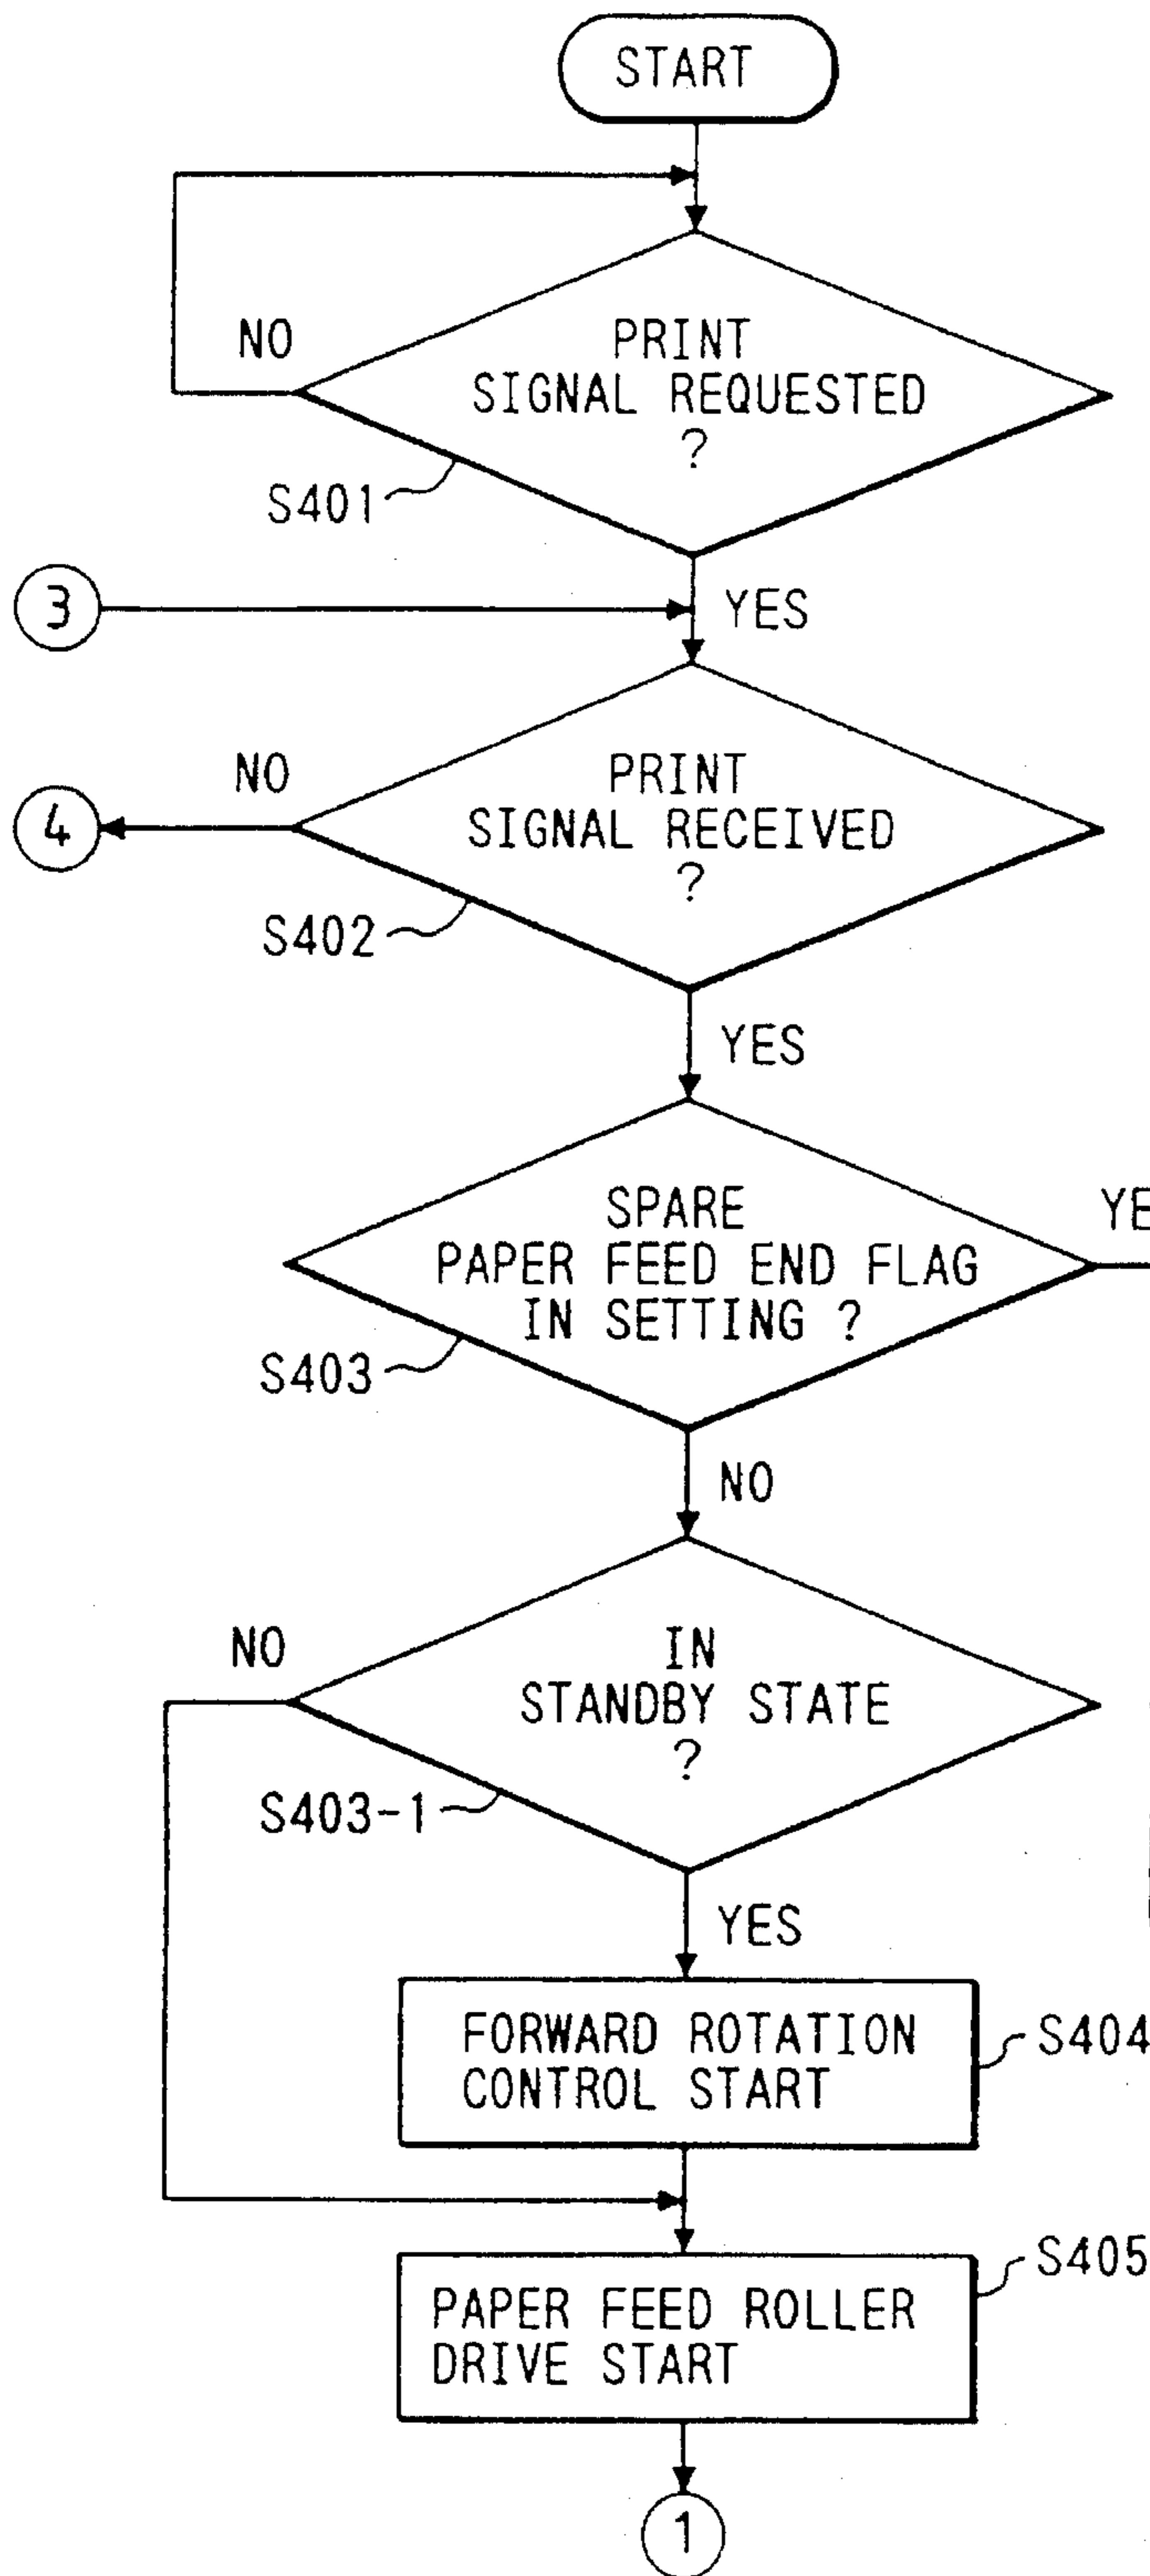 START
NO
PRINT
SIGNAL REQUESTED
?
S401
3
YES
NO
PRINT
4
SIGNAL RECEIVED
?
S402
YES
SPARE
YE
PAPER FEED END FLAG
IN SETTING ?
S403
NO
NO
IN
STANDBY STATE
?
S403-1
YES
FORWARD ROTATION
S404
CONTROL START
S405
PAPER FEED ROLLER
DRIVE START
1